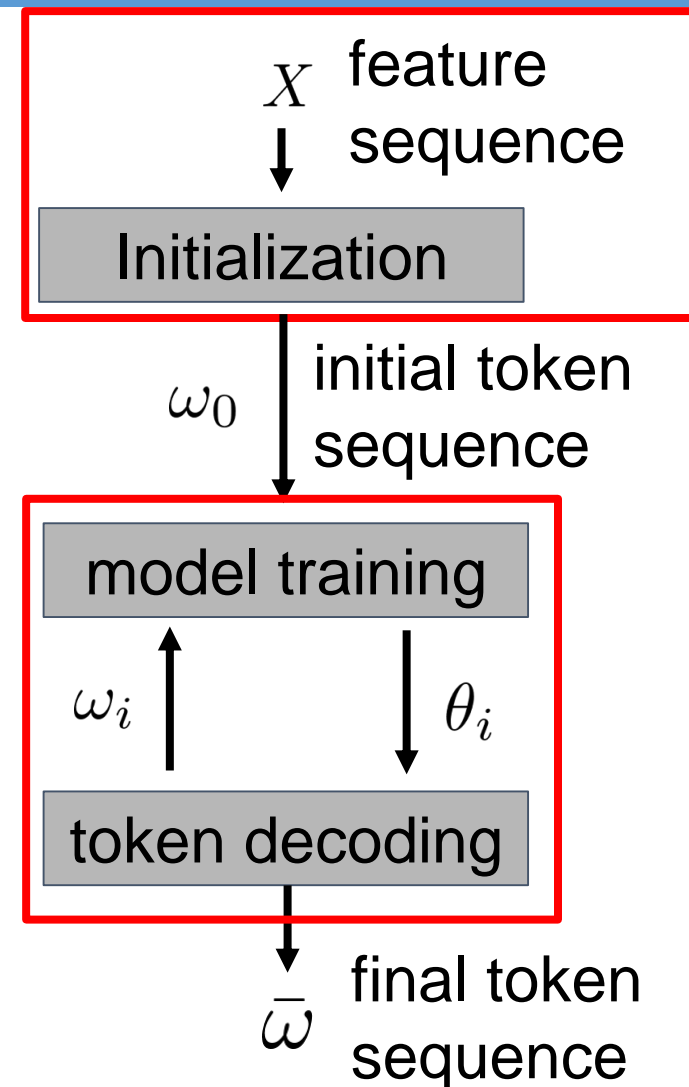 X feature
sequence
Initialization
ω₀ initial token
sequence
model training
ωᵢ θᵢ
token decoding
ω̄ final token
sequence